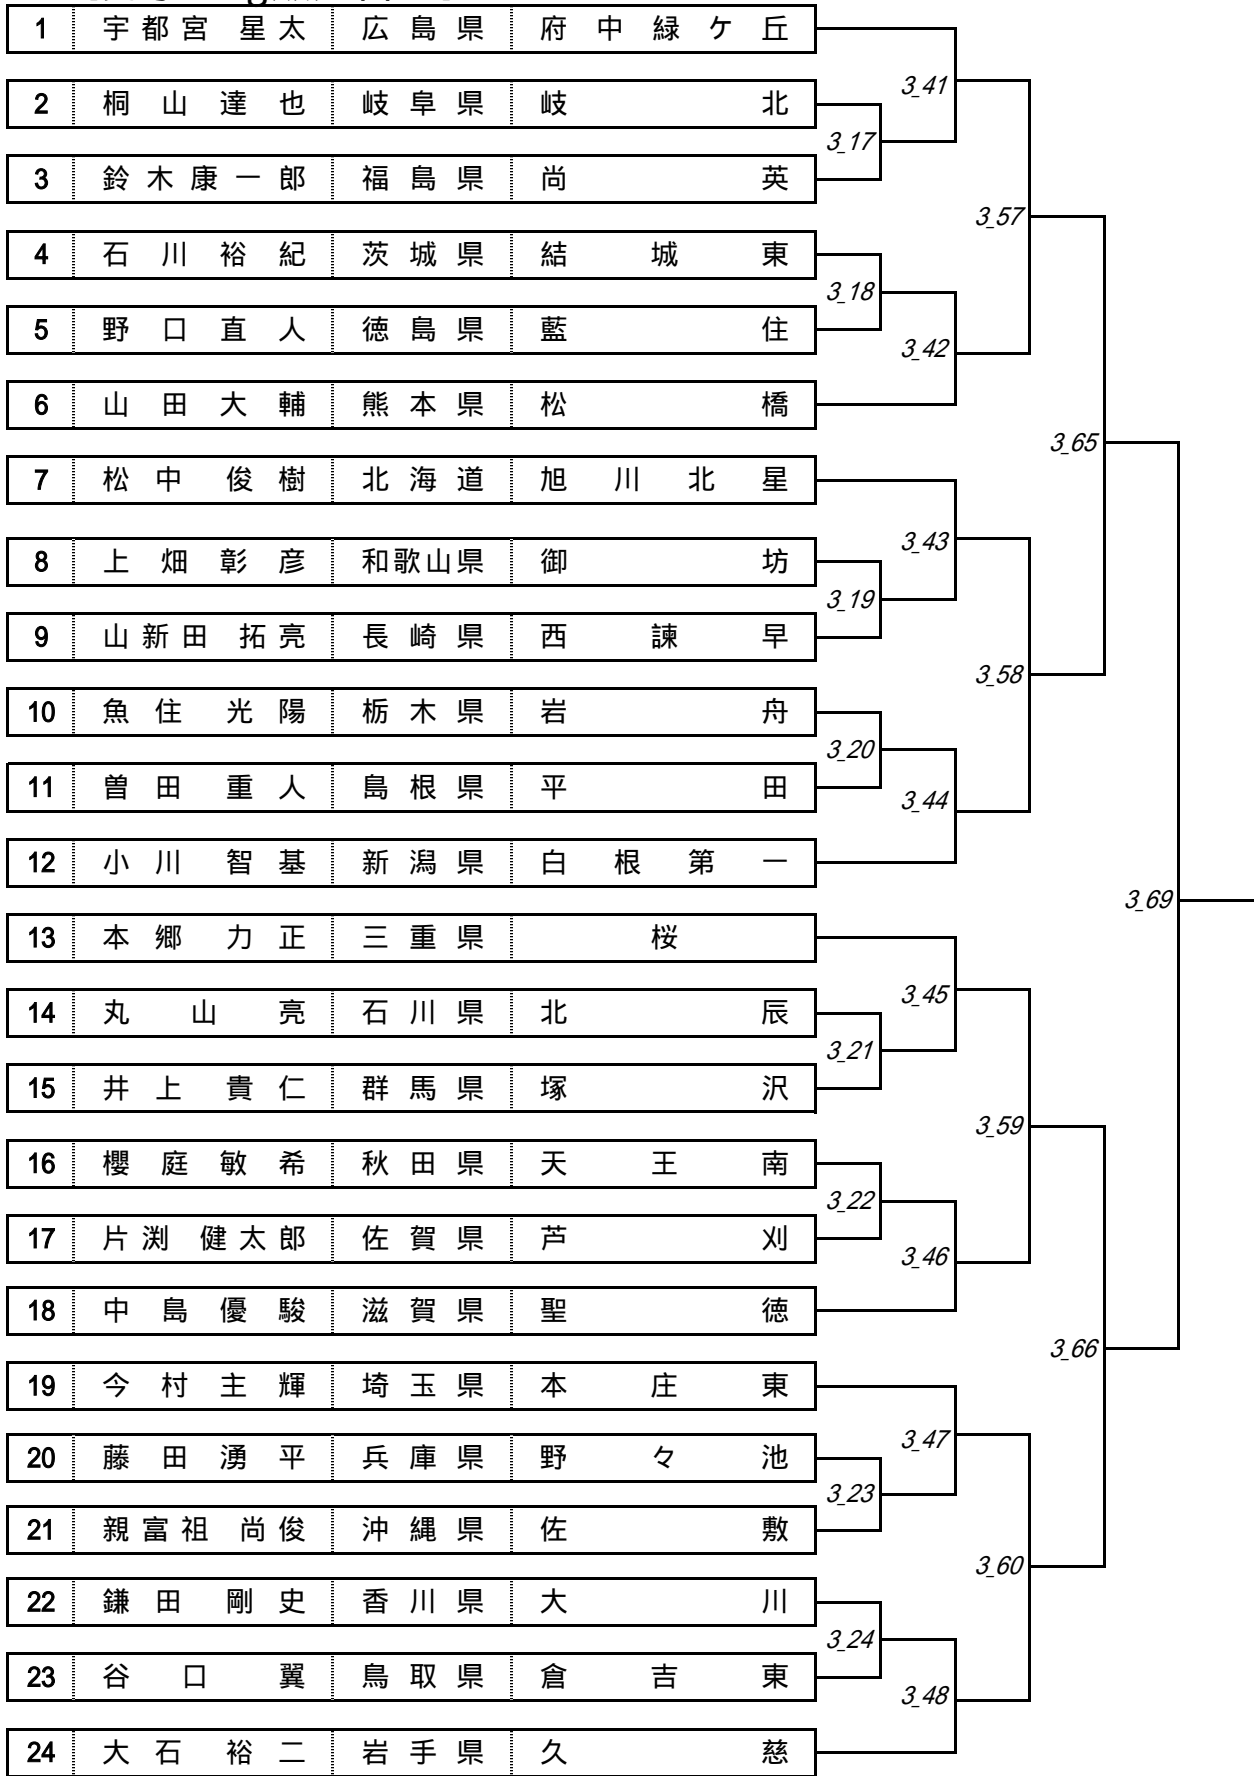 1 宇都宮 星太 広島県 府中緑ケ丘
3_41
2 桐山達也 岐阜県 岐北
3_17
3 鈴木康一郎 福島県 尚英
3_57
4 石川裕紀 茨城県 結城東
3_18
5 野口直人 徳島県 藍住
3_42
6 山田大輔 熊本県 松橋
3_65
7 松中 俊樹 北海道 旭川北星
3_43
8 上畑彰彦 和歌山県 御坊
3_19
9 山新田 拓亮 長崎県 西諫早
3_58
10 魚住 光陽 栃木県 岩舟
3_20
11 曽田 重人 島根県 平田
3_44
12 小川 智基 新潟県 白根第一
3_69
13 本郷 力正 三重県 桜
3_45
14 丸山亮 石川県 北辰
3_21
15 井上 貴仁 群馬県 塚沢
3_59
16 櫻庭敏希 秋田県 天王南
3_22
17 片渕 健太郎 佐賀県 芦刈
3_46
18 中島優駿 滋賀県 聖徳
3_66
19 今村主輝 埼玉県 本庄東
3_47
20 藤田湧平 兵庫県 野々池
3_23
21 親富祖 尚俊 沖縄県 佐敷
3_60
22 鎌田 剛史 香川県 大川
3_24
23 谷口翼 鳥取県 倉吉東
3_48
24 大石 裕二 岩手県 久慈